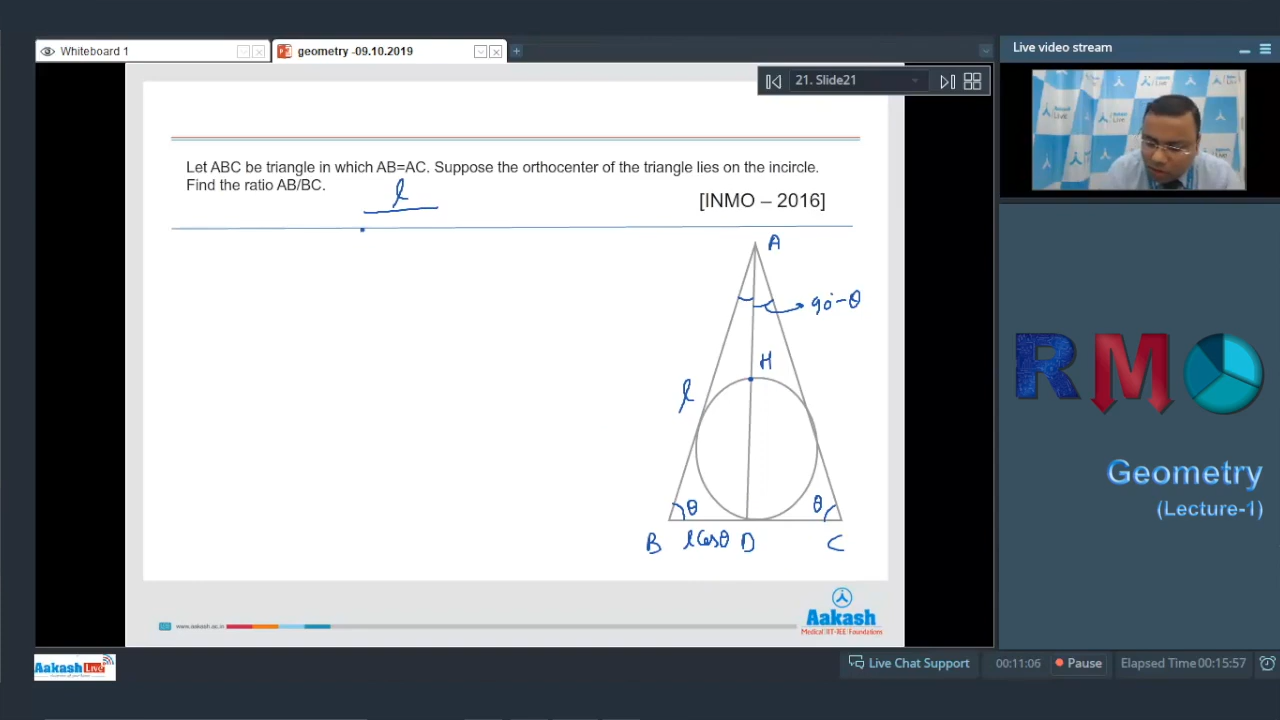 Whiteboard 1
geometry -09.10.2019
Live video stream
21. Slide21
Let ABC be triangle in which AB=AC. Suppose the orthocenter of the triangle lies on the incircle.
Find the ratio AB/BC.
l
[INMO – 2016]
A
90°-θ
H
l
θ
θ
B
lCosθ
D
C
RMO
Geometry
(Lecture-1)
www.aakash.ac.in
Aakash
Medical IIT-JEE Foundations
Aakash Live
Live Chat Support
00:11:06
Pause
Elapsed Time 00:15:57